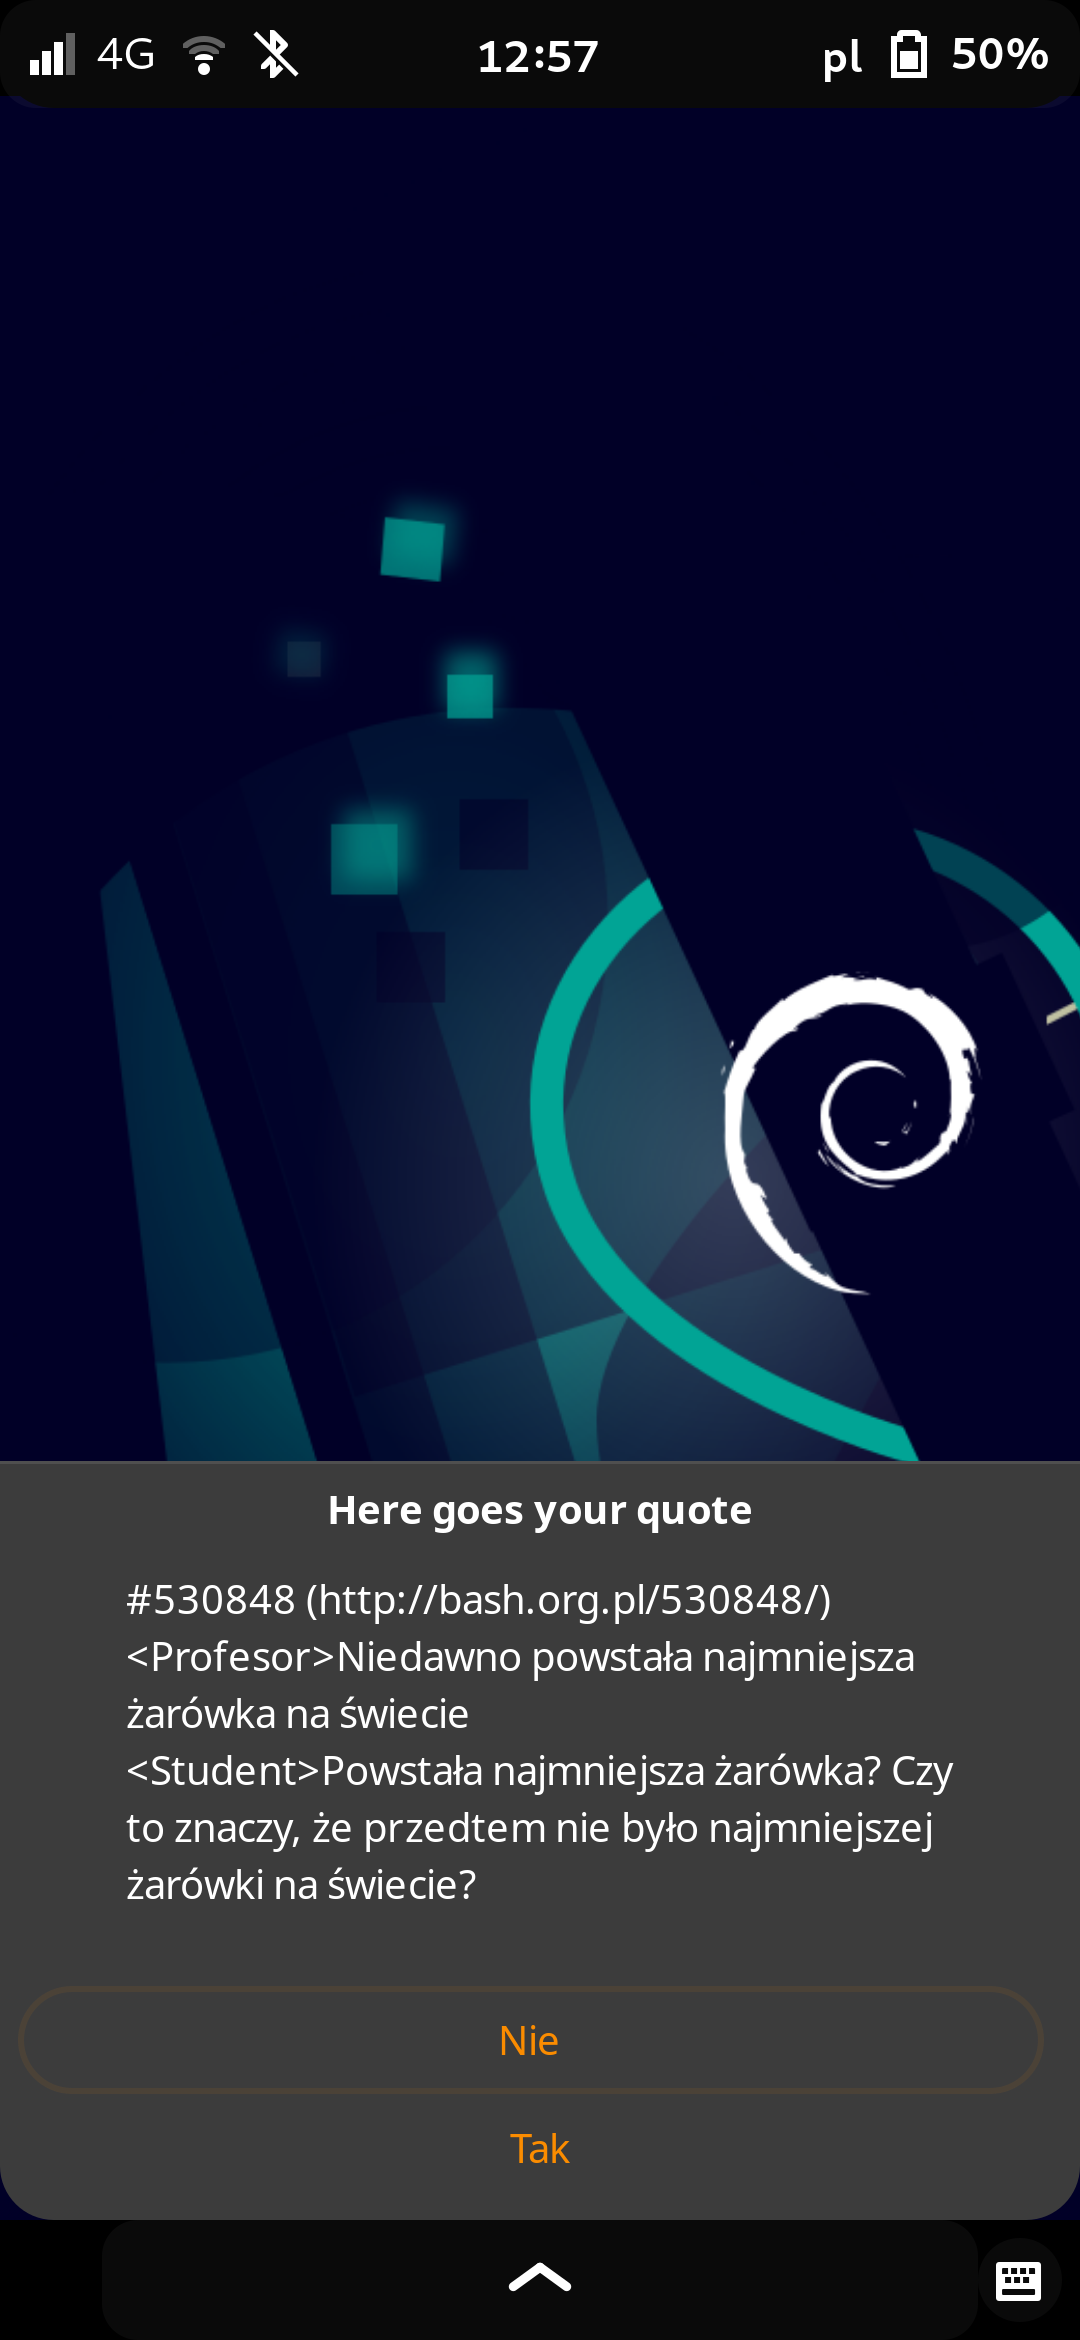 4G 12:57 pl 50%
Here goes your quote
#530848 (http://bash.org.pl/530848/)
<Profesor>Niedawno powstała najmniejsza
żarówka na świecie
<Student>Powstała najmniejsza żarówka? Czy
to znaczy, że przedtem nie było najmniejszej
żarówki na świecie?
Nie
Tak